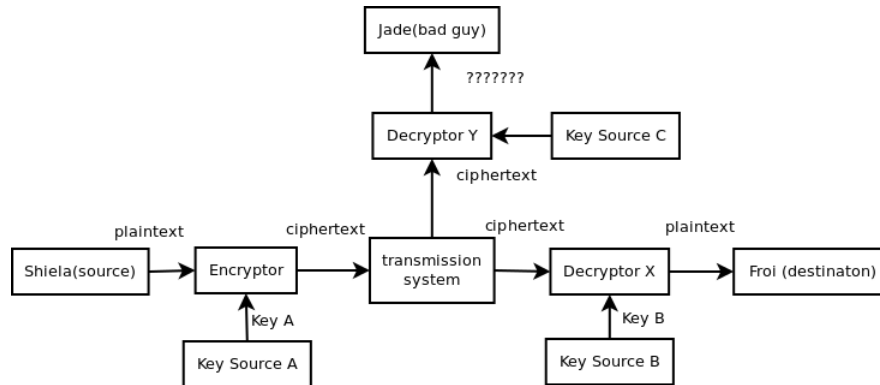 Jade(bad guy)
???????
Decryptor Y
Key Source C
ciphertext
plaintext
ciphertext
ciphertext
plaintext
Shiela(source)
Encryptor
transmission
system
Decryptor X
Froi (destinaton)
Key A
Key B
Key Source A
Key Source B